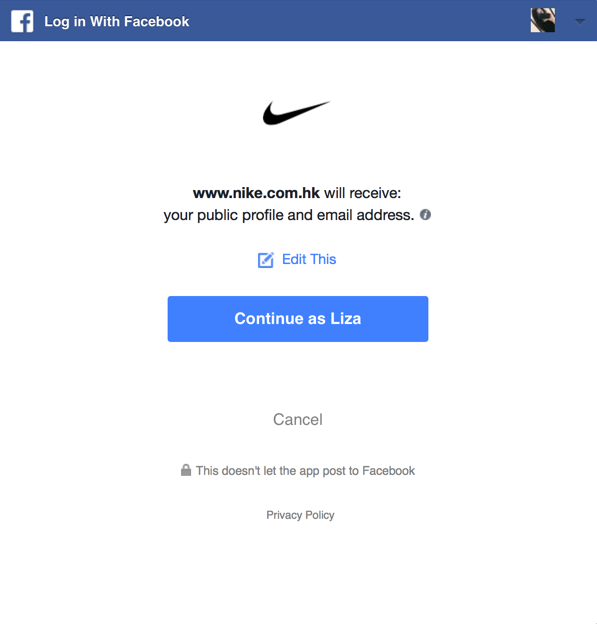 Log in With Facebook
www.nike.com.hk will receive:
your public profile and email address.
Edit This
Continue as Liza
Cancel
This doesn't let the app post to Facebook
Privacy Policy